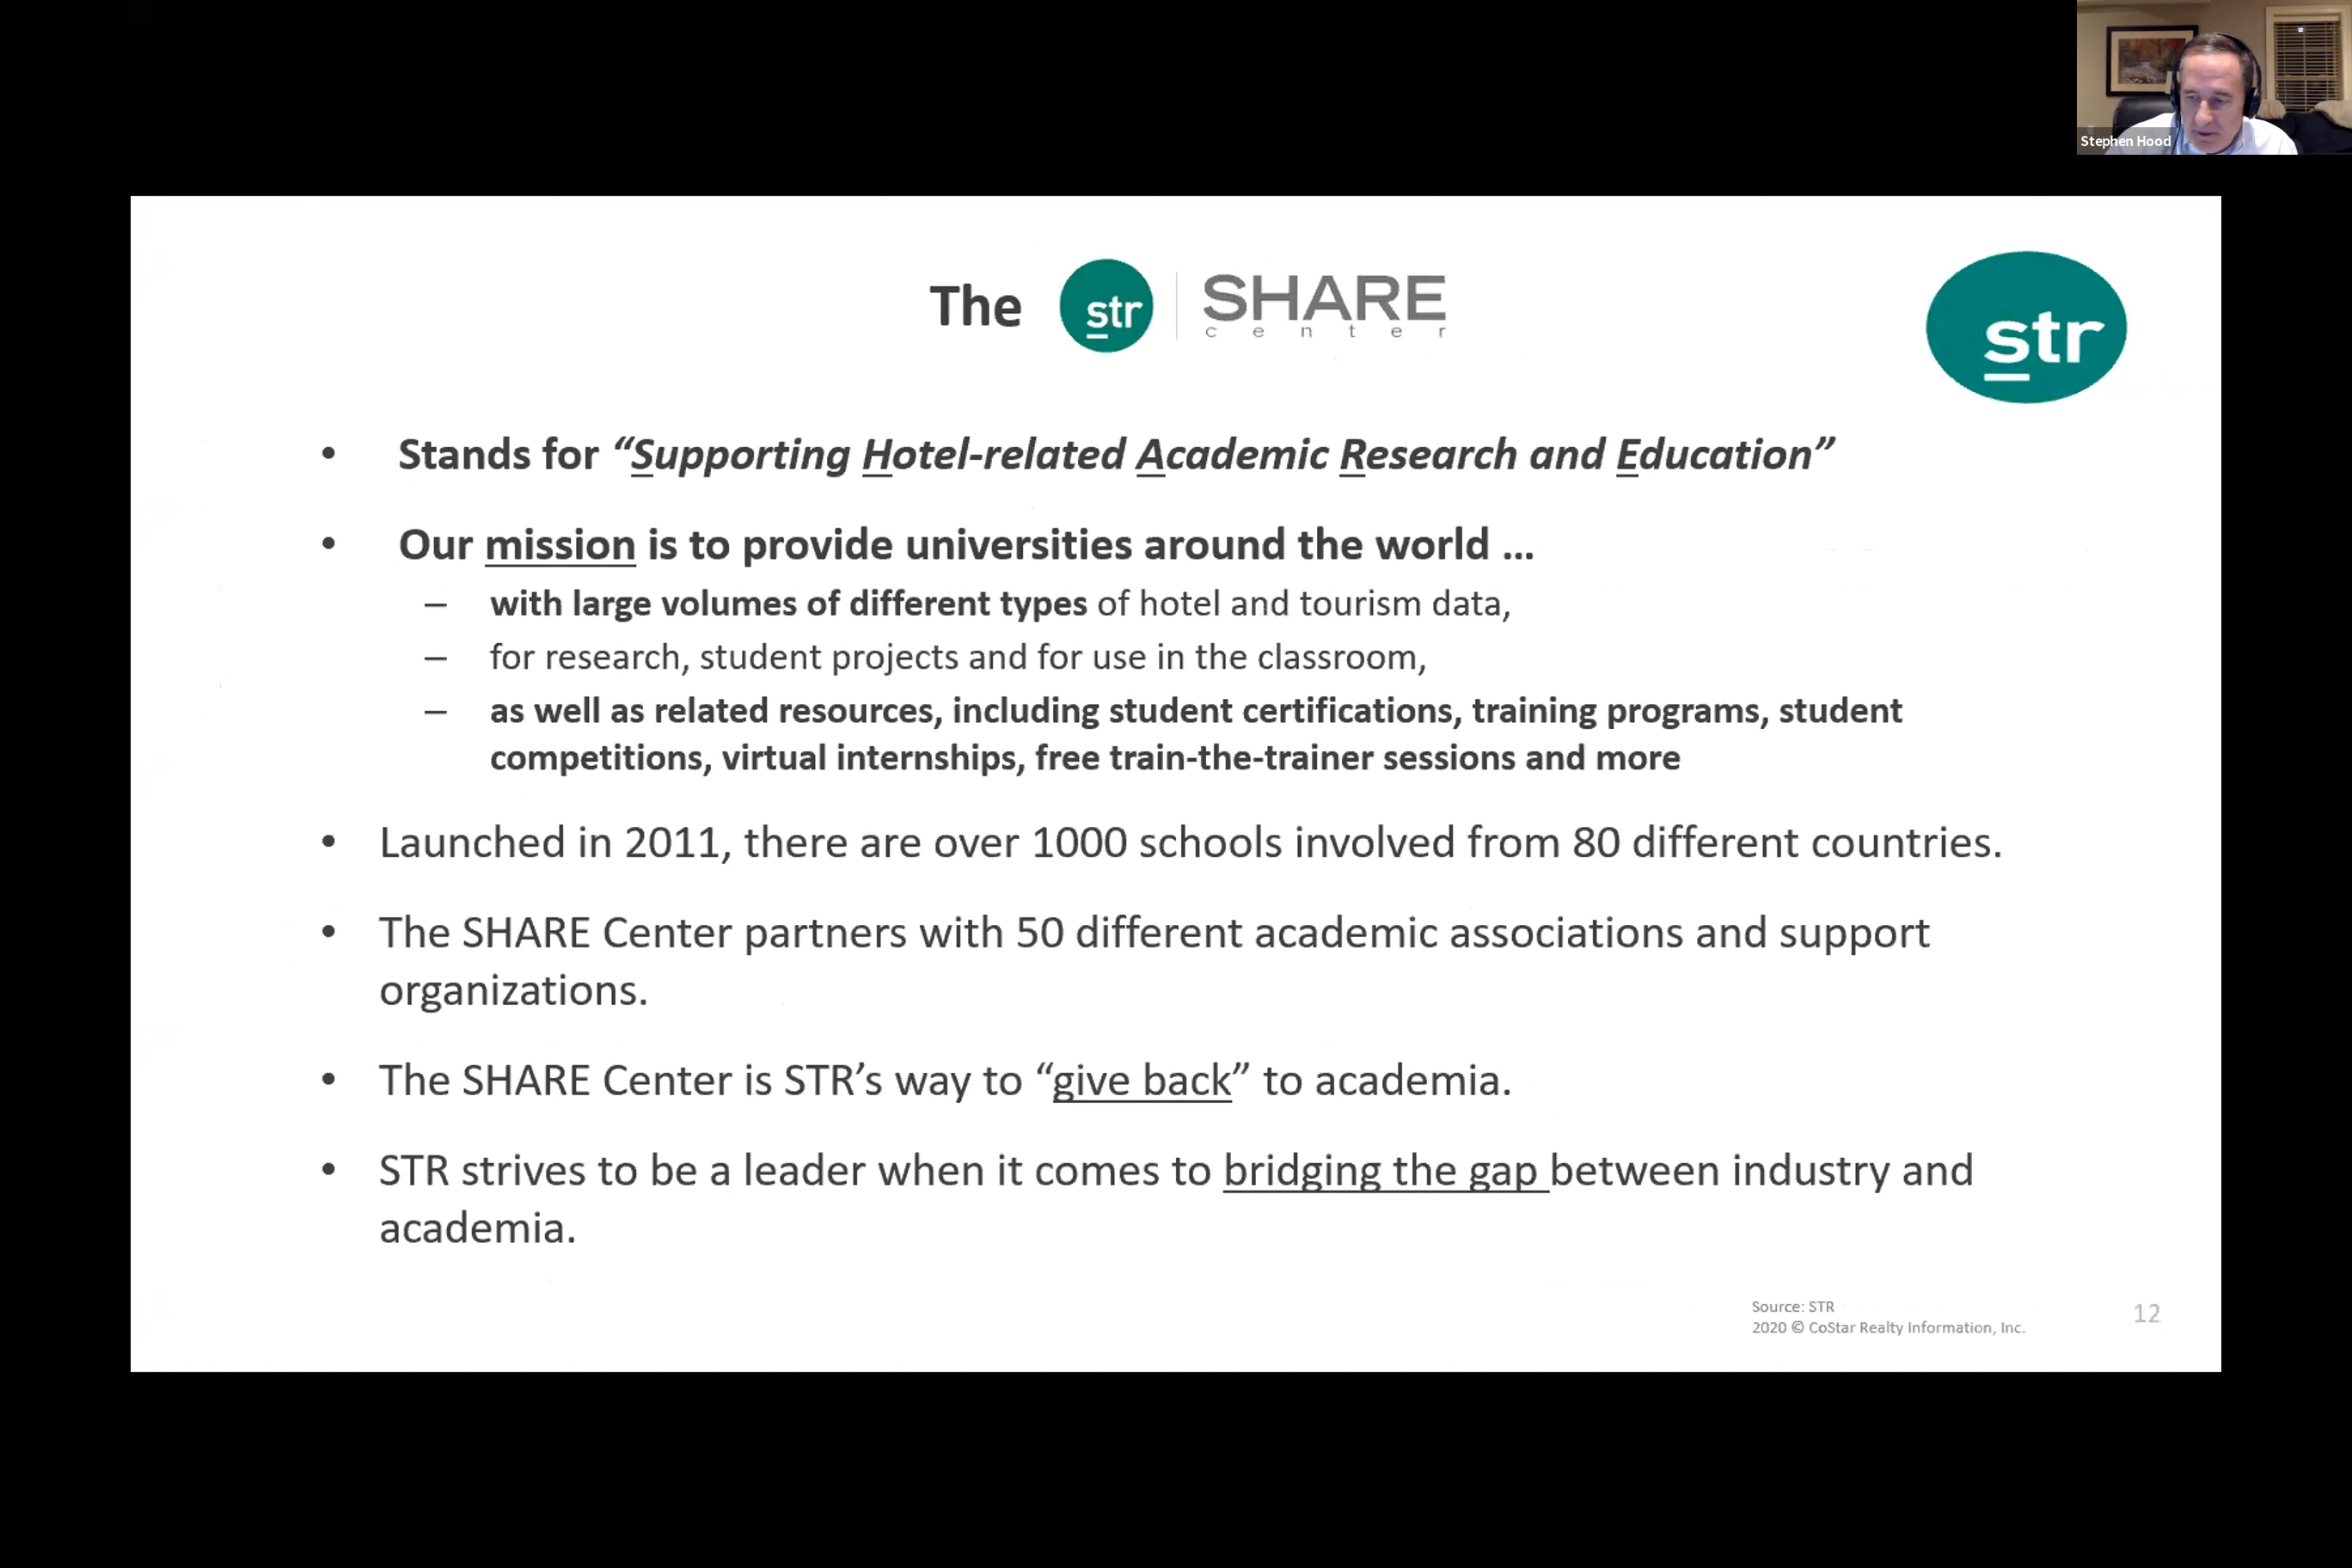 Stephen Hood
The str SHARE
center
str
• Stands for “Supporting Hotel-related Academic Research and Education”
• Our mission is to provide universities around the world ...
– with large volumes of different types of hotel and tourism data,
– for research, student projects and for use in the classroom,
– as well as related resources, including student certifications, training programs, student
competitions, virtual internships, free train-the-trainer sessions and more
• Launched in 2011, there are over 1000 schools involved from 80 different countries.
• The SHARE Center partners with 50 different academic associations and support
organizations.
• The SHARE Center is STR’s way to “give back” to academia.
• STR strives to be a leader when it comes to bridging the gap between industry and
academia.
Source: STR
2020 © CoStar Realty Information, Inc.
12